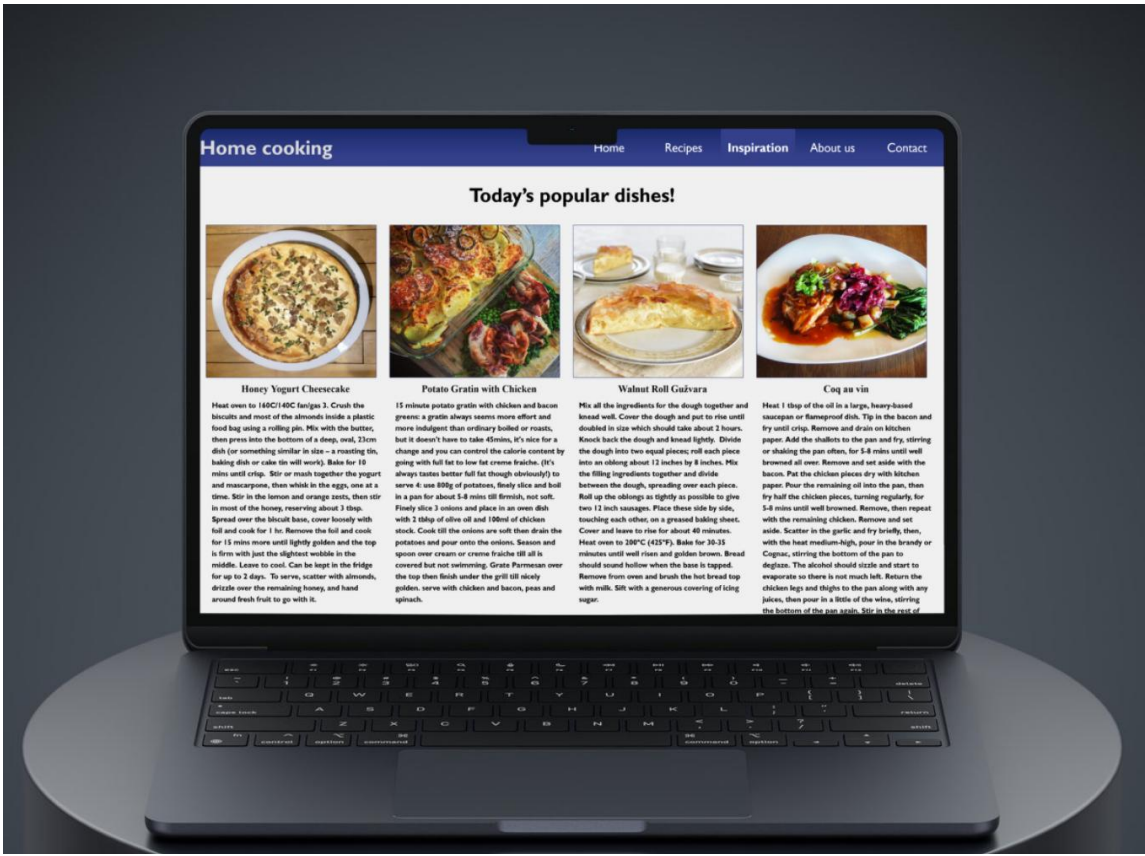 Home cooking
Home Recipes Inspiration About us Contact
Today's popular dishes!
Honey Yogurt Cheesecake
Heat oven to 160C/140C fan/gas 3. Crush the
biscuits and most of the almonds inside a plastic
food bag using a rolling pin. Mix with the butter,
then press into the bottom of a deep, oval, 23cm
dish (or something similar in size – a roasting tin,
baking dish or cake tin will work). Bake for 10
mins until crisp. Stir or mash together the yogurt
and mascarpone, then whisk in the eggs, one at a
time. Stir in the lemon and orange zests, then stir
in most of the honey, reserving about 3 tbsp.
Spread over the biscuit base, cover loosely with
foil and cook for 1 hr. Remove the foil and cook
for 15 mins more until lightly golden and the top
is firm with just the slightest wobble in the
middle. Leave to cool. Can be kept in the fridge
for up to 2 days. To serve, scatter with almonds,
drizzle over the remaining honey, and hand
around fresh fruit to go with it.
Potato Gratin with Chicken
15 minute potato gratin with chicken and bacon
greens: a gratin always seems more effort and
more indulgent than ordinary boiled or roasts,
but it doesn't have to take 45mins, it's nice for a
change and you can control the calorie content by
going with full fat to low fat creme fraiche. (It's
always tastes better full fat though obviously!) to
serve 4: use 800g of potatoes, finely slice and boil
in a pan for about 5-8 mins till firmish, not soft.
Finely slice 3 onions and place in an oven dish
with 2 tblsp of olive oil and 100ml of chicken
stock. Cook till the onions are soft then drain the
potatoes and pour onto the onions. Season and
spoon over cream or creme fraiche till all is
covered but not swimming. Grate Parmesan over
the top then finish under the grill till nicely
golden. serve with chicken and bacon, peas and
spinach.
Walnut Roll Gužvara
Mix all the ingredients for the dough together and
knead well. Cover the dough and put to rise until
doubled in size which should take about 2 hours.
Knock back the dough and knead lightly. Divide
the dough into two equal pieces; roll each piece
into an oblong about 12 inches by 8 inches. Mix
the filling ingredients together and divide
between the dough, spreading over each piece.
Roll up the oblongs as tightly as possible to give
two 12 inch sausages. Place these side by side,
touching each other, on a greased baking sheet.
Cover and leave to rise for about 40 minutes.
Heat oven to 200°C (425°F). Bake for 30-35
minutes until well risen and golden brown. Bread
should sound hollow when the base is tapped.
Remove from oven and brush the hot bread top
with milk. Sift with a generous covering of icing
sugar.
Coq au vin
Heat 1 tbsp of the oil in a large, heavy-based
saucepan or flameproof dish. Tip in the bacon and
fry until crisp. Remove and drain on kitchen
paper. Add the shallots to the pan and fry, stirring
or shaking the pan often, for 5-8 mins until well
browned all over. Remove and set aside with the
bacon. Pat the chicken pieces dry with kitchen
paper. Pour the remaining oil into the pan, then
fry half the chicken pieces, turning regularly, for
5-8 mins until well browned. Remove, then repeat
with the remaining chicken. Remove and set
aside. Scatter in the garlic and fry briefly, then,
with the heat medium-high, pour in the brandy or
Cognac, stirring the bottom of the pan to
deglaze. The alcohol should sizzle and start to
evaporate so there is not much left. Return the
chicken legs and thighs to the pan along with any
juices, then pour in a little of the wine, stirring
the bottom of the pan again. Stir in the rest of
esc
1 2 3 4 5 6 7 8 9 0 delete
tab Q W E R T Y U I O P
caps lock A S D F G H J K L return
shift Z X C V B N M shift
fn control option command command option